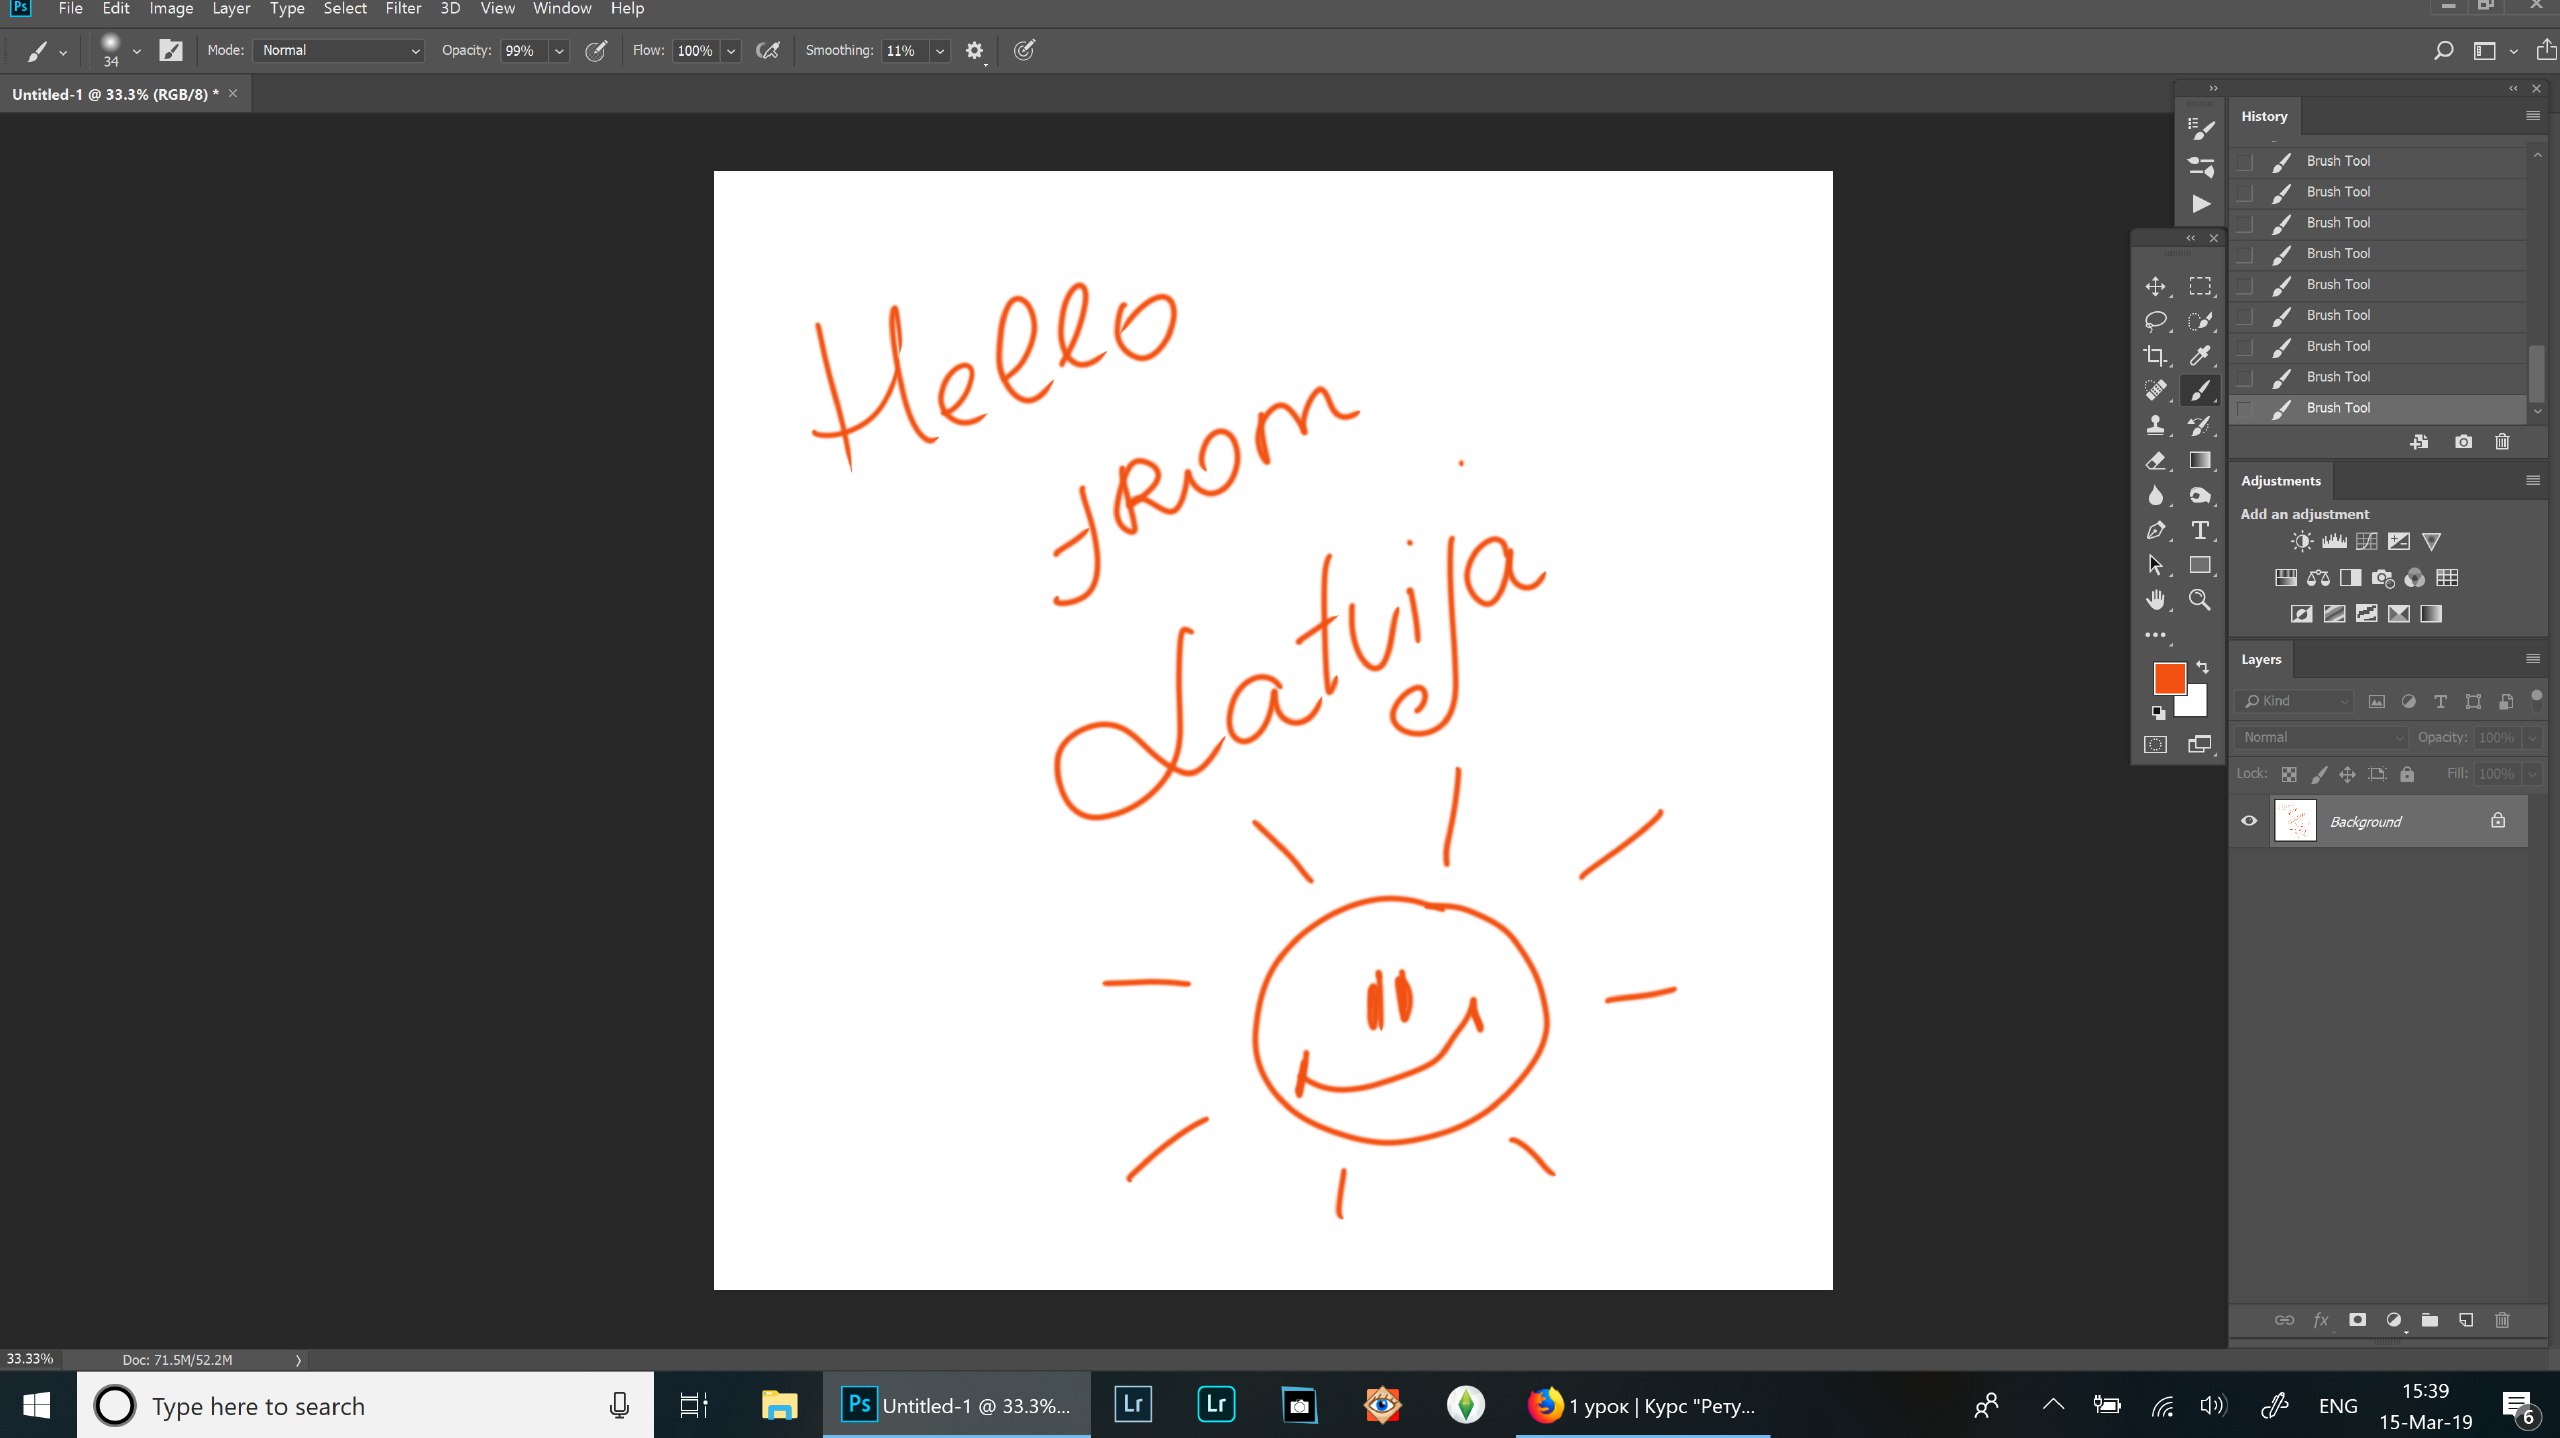 Ps File Edit Image Layer Type Select Filter 3D View Window Help
34 Mode: Normal Opacity: 99% Flow: 100% Smoothing: 11%
Untitled-1 @ 33.3% (RGB/8) * ×
Hello
from
Latvija
History
Brush Tool
Brush Tool
Brush Tool
Brush Tool
Brush Tool
Brush Tool
Brush Tool
Brush Tool
Brush Tool
Adjustments
Add an adjustment
Layers
Kind
Normal Opacity: 100%
Lock: Fill: 100%
Background
33.33% Doc: 71.5M/52.2M
Type here to search
Ps Untitled-1 @ 33.3%...
Lr
Lr
1 урок | Курс "Рету...
ENG
15:39
15-Mar-19
6